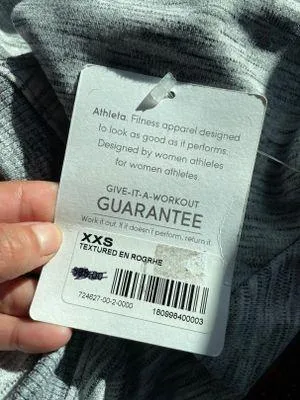 Athleta. Fitness apparel designed
to look as good as it performs.
Designed by women athletes
for women athletes.
GIVE-IT-A-WORKOUT
GUARANTEE
Work it out. If it doesn't perform, return it.
XXS
TEXTURED EN ROGRHE
724627-00-2-0000
180998400003